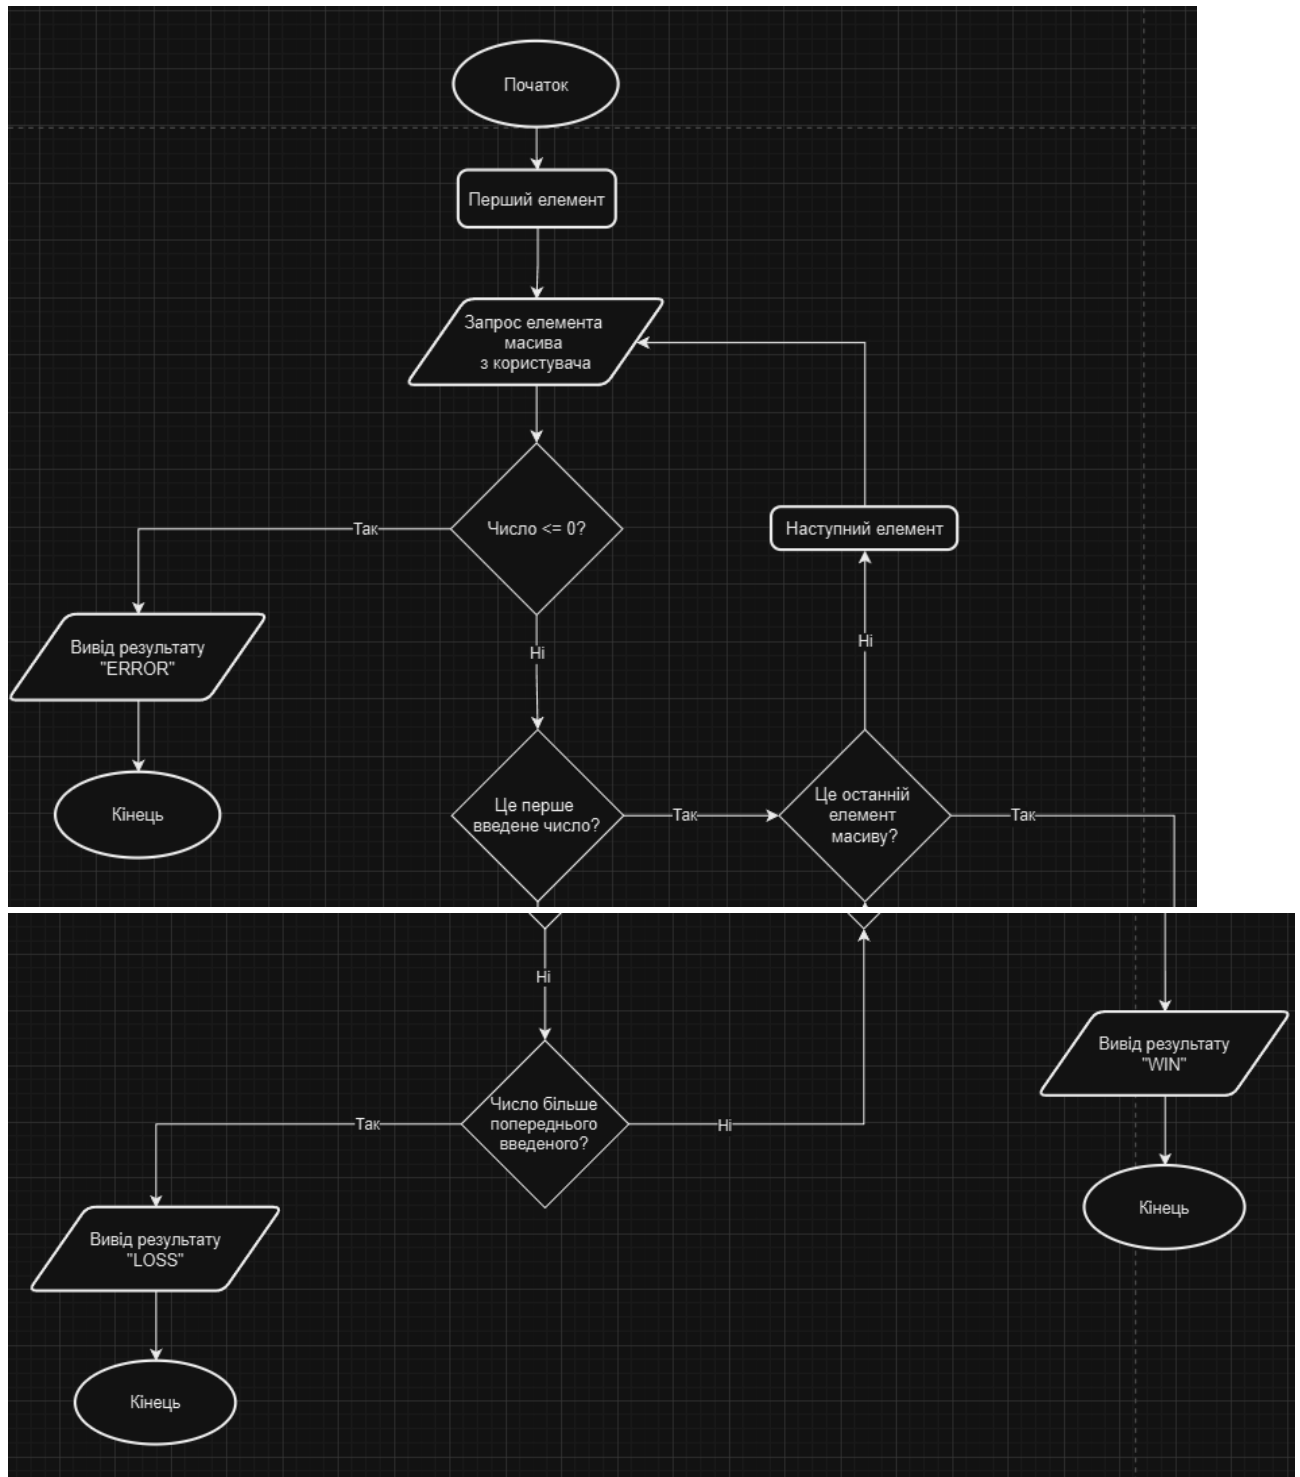 Початок
Перший елемент
Запрос елемента
масива
з користувача
Число <= 0?
Так
Наступний елемент
Ні
Вивід результату
"ERROR"
Ні
Кінець
Це перше
введене число?
Так
Це останній
елемент
масиву?
Так
Ні
Число більше
попереднього
введеного?
Так
Ні
Вивід результату
"WIN"
Кінець
Вивід результату
"LOSS"
Кінець